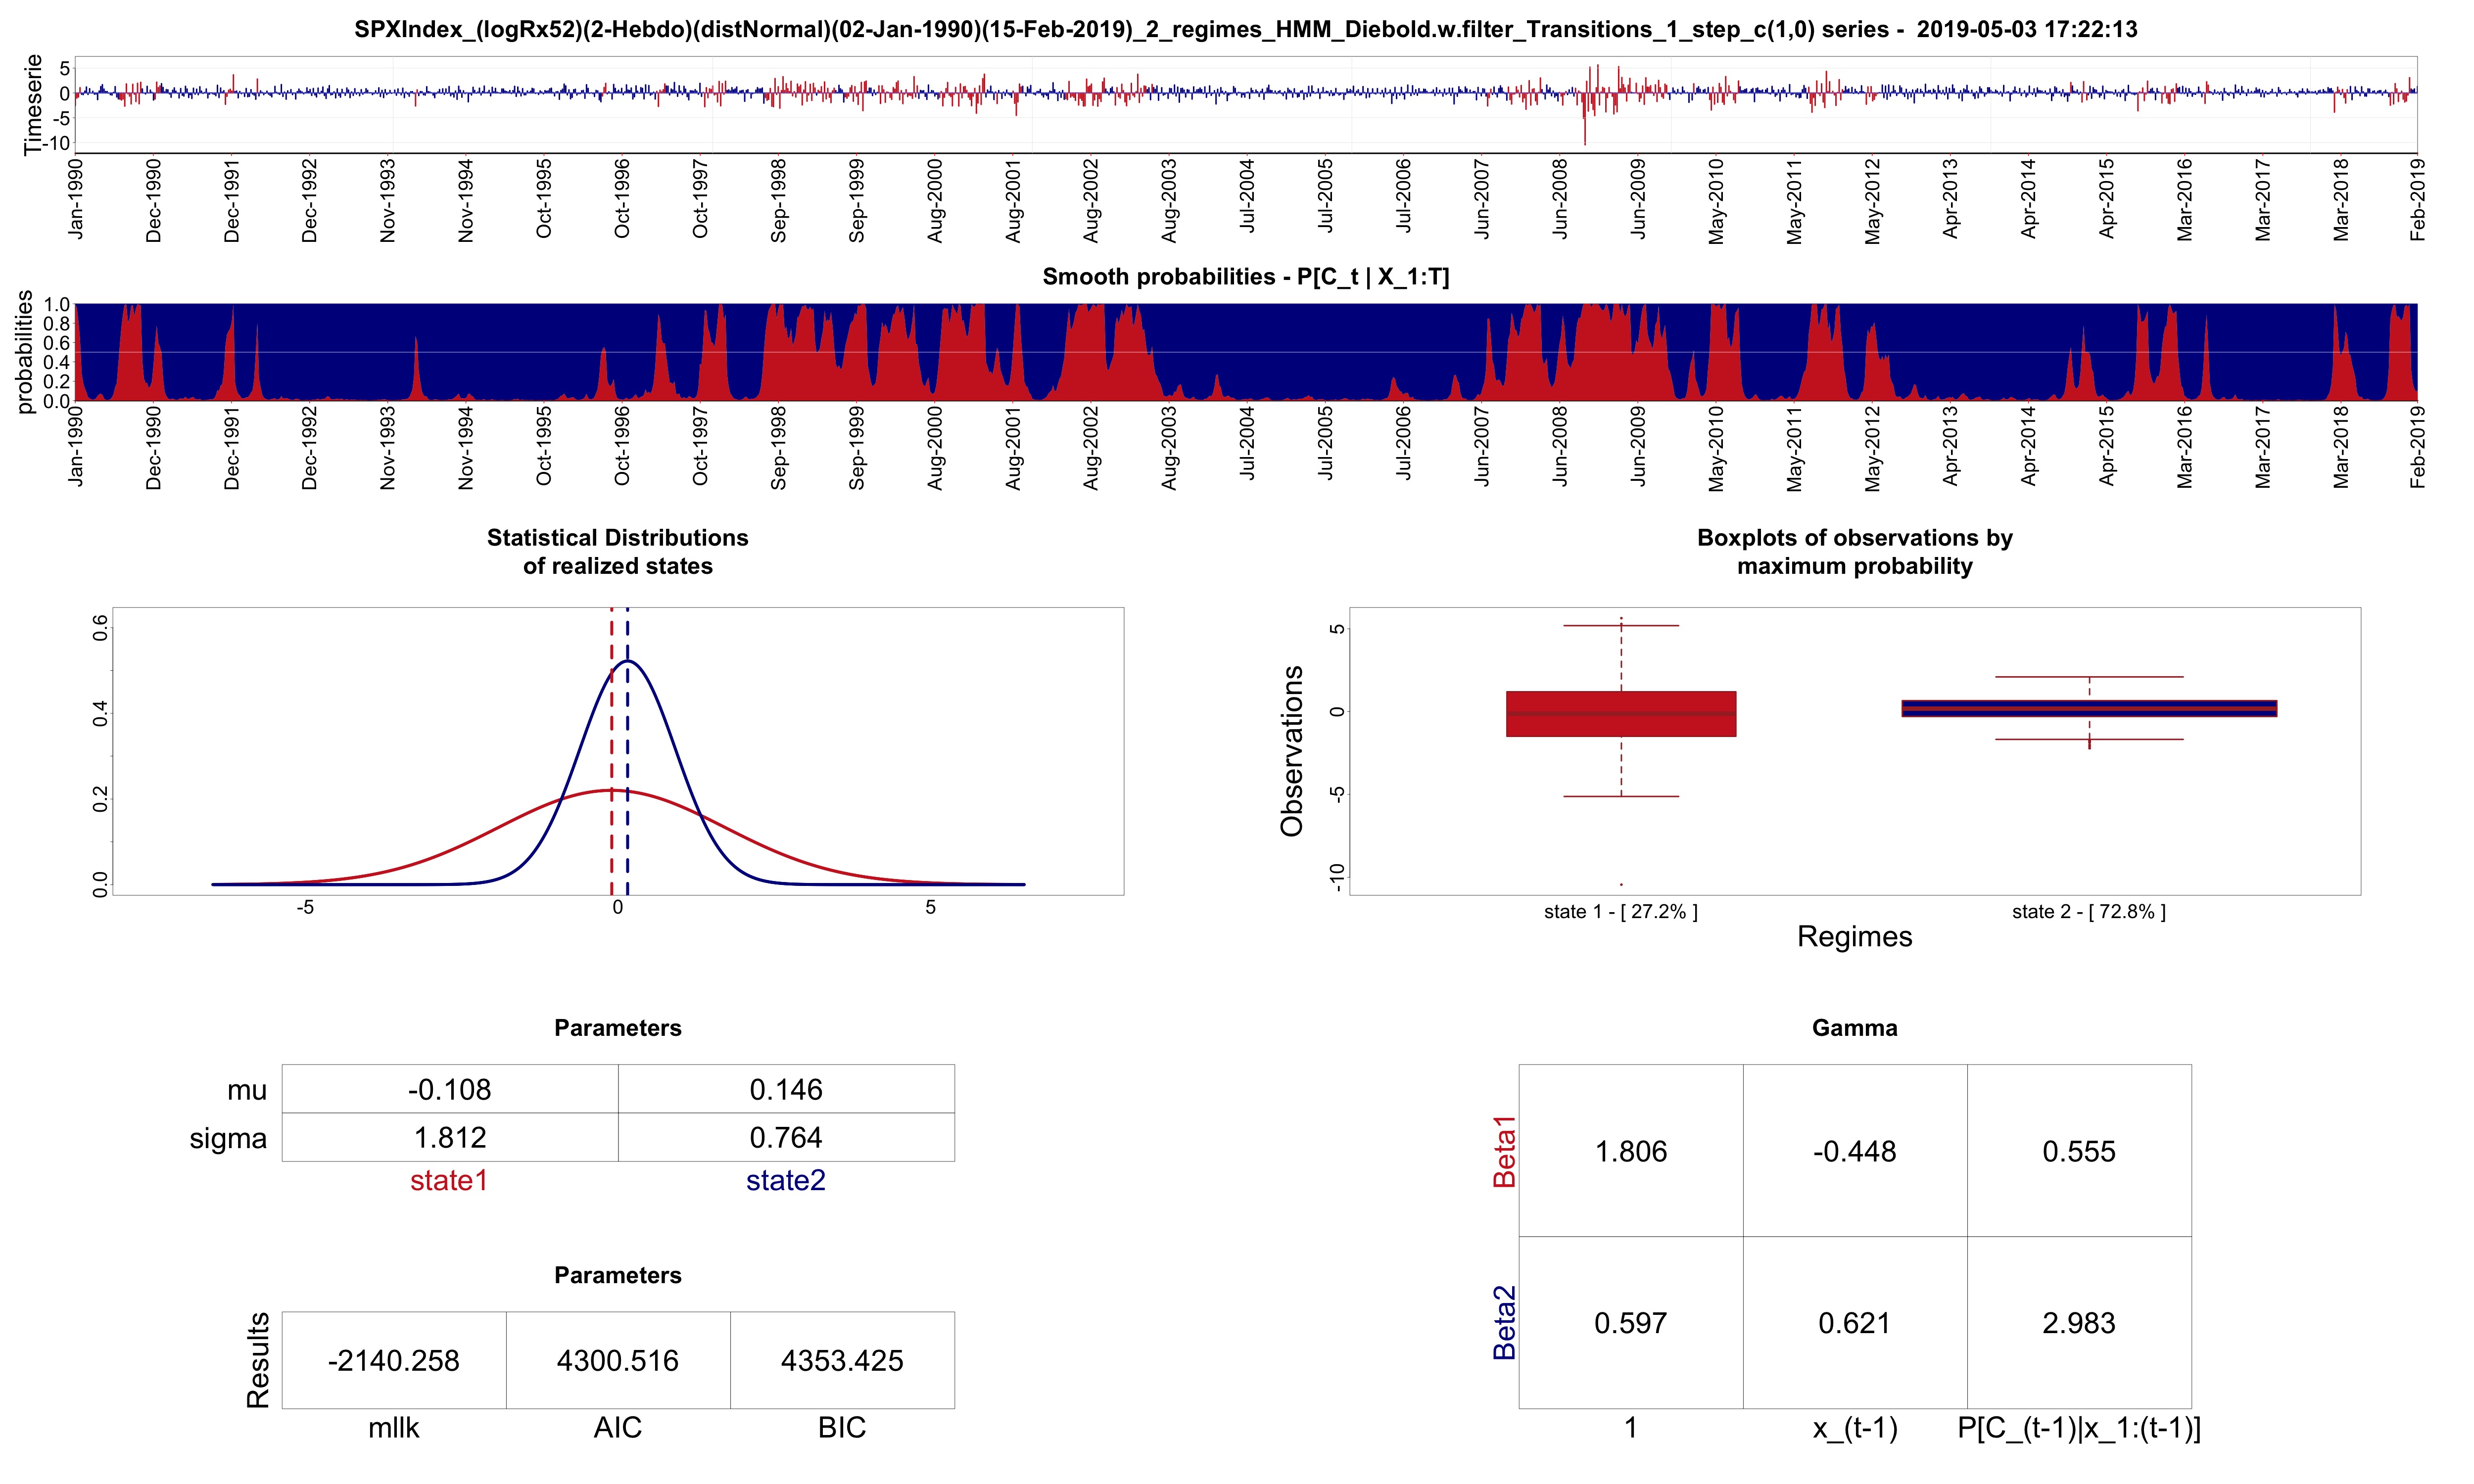 SPXIndex_(logRx52)(2-Hebdo)(distNormal)(02-Jan-1990)(15-Feb-2019)_2_regimes_HMM_Diebold.w.filter_Transitions_1_step_c(1,0) series -  2019-05-03 17:22:13
Timeserie
5
0
-5
-10
Jan-1990 Dec-1990 Dec-1991 Dec-1992 Nov-1993 Nov-1994 Oct-1995 Oct-1996 Oct-1997 Sep-1998 Sep-1999 Aug-2000 Aug-2001 Aug-2002 Aug-2003 Jul-2004 Jul-2005 Jul-2006 Jun-2007 Jun-2008 Jun-2009 May-2010 May-2011 May-2012 Apr-2013 Apr-2014 Apr-2015 Mar-2016 Mar-2017 Mar-2018 Feb-2019
Smooth probabilities - P[C_t | X_1:T]
probabilities
1.0
0.8
0.6
0.4
0.2
0.0
Jan-1990 Dec-1990 Dec-1991 Dec-1992 Nov-1993 Nov-1994 Oct-1995 Oct-1996 Oct-1997 Sep-1998 Sep-1999 Aug-2000 Aug-2001 Aug-2002 Aug-2003 Jul-2004 Jul-2005 Jul-2006 Jun-2007 Jun-2008 Jun-2009 May-2010 May-2011 May-2012 Apr-2013 Apr-2014 Apr-2015 Mar-2016 Mar-2017 Mar-2018 Feb-2019
Statistical Distributions
of realized states
0.6
0.4
0.2
0.0
-5 0 5
Boxplots of observations by
maximum probability
Observations
5
0
-5
-10
state 1 - [ 27.2% ] state 2 - [ 72.8% ]
Regimes
Parameters
mu -0.108 0.146
sigma 1.812 0.764
state1 state2
Parameters
Results -2140.258 4300.516 4353.425
mllk AIC BIC
Gamma
Beta1 1.806 -0.448 0.555
Beta2 0.597 0.621 2.983
1 x_(t-1) P[C_(t-1)|x_1:(t-1)]